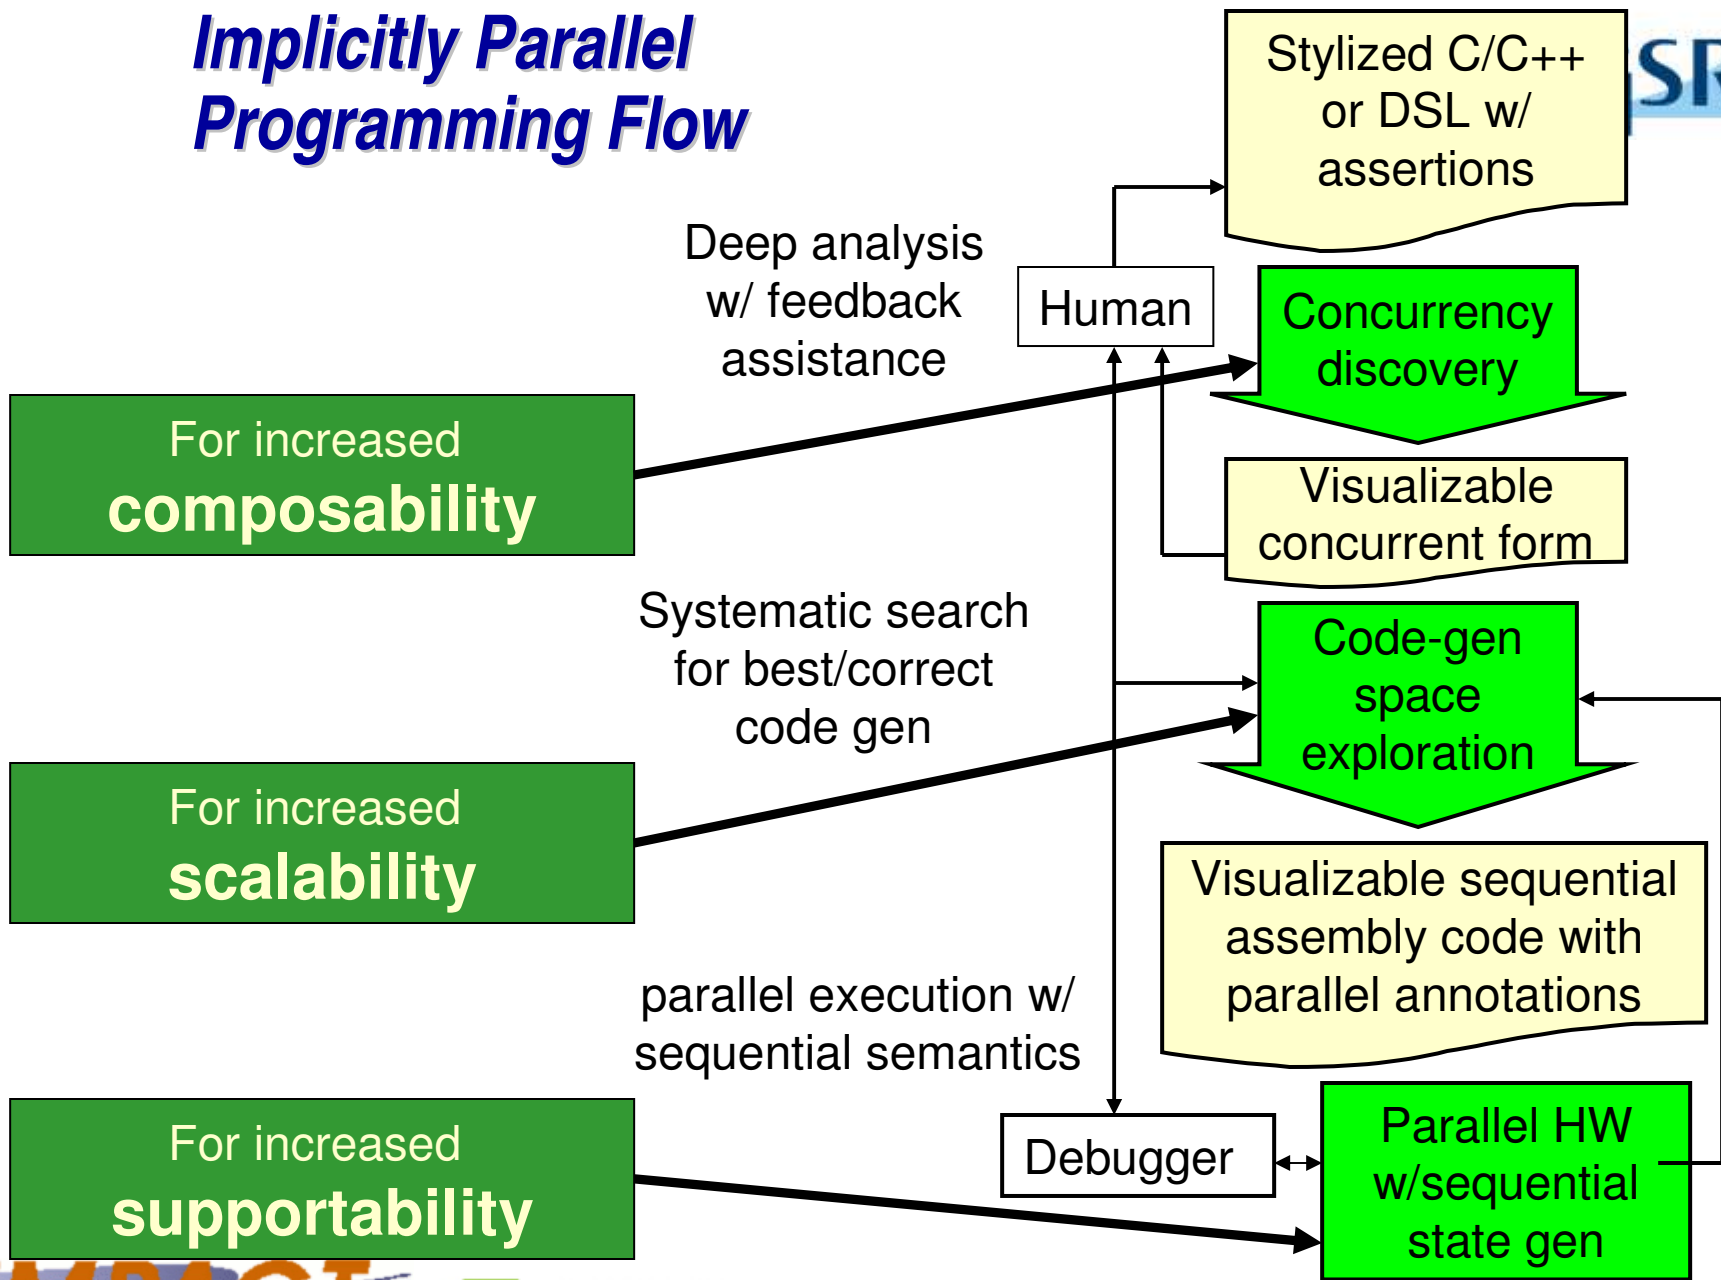 Implicitly Parallel
Programming Flow
Stylized C/C++
or DSL w/
assertions
Deep analysis
w/ feedback
assistance
Human
Concurrency
discovery
For increased
composability
Visualizable
concurrent form
Systematic search
for best/correct
code gen
Code-gen
space
exploration
For increased
scalability
Visualizable sequential
assembly code with
parallel annotations
parallel execution w/
sequential semantics
For increased
supportability
Debugger
Parallel HW
w/sequential
state gen